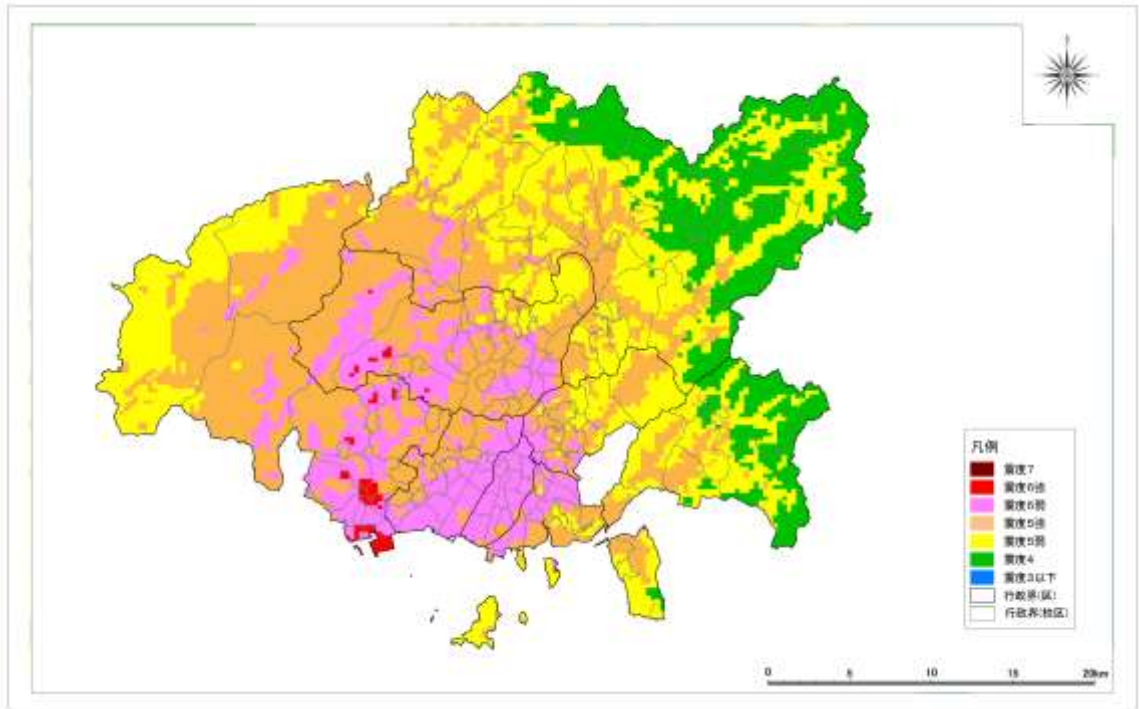 凡例
震度7
震度6強
震度6弱
震度5強
震度5弱
震度4
震度3以下
行政界(区)
行政界(校区)
0 5 10 15 20km